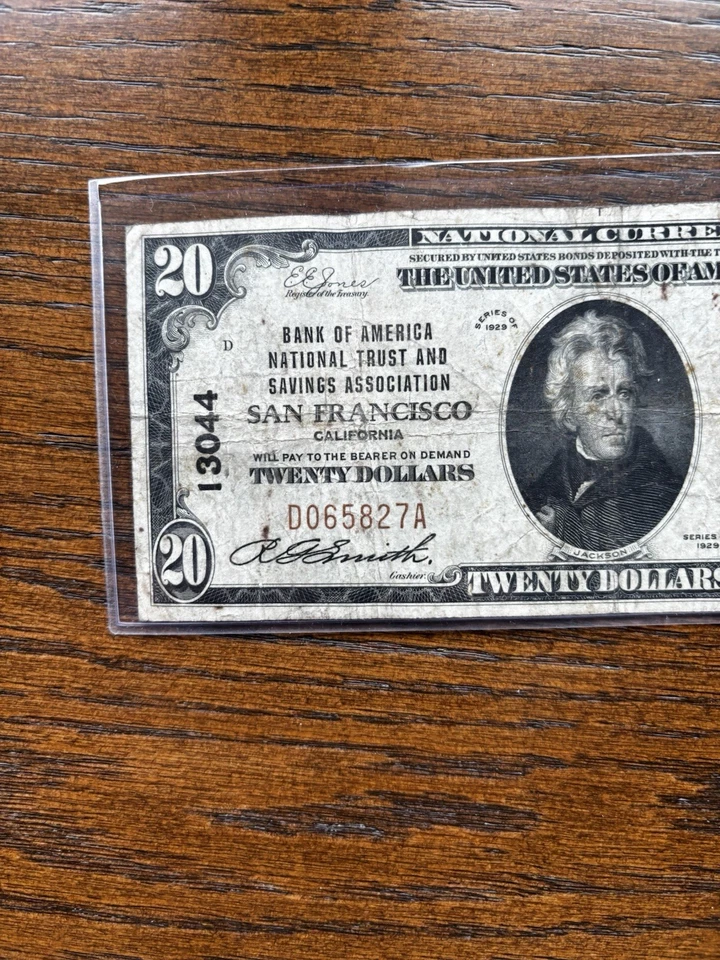 NATIONAL CURRE
SECURED BY UNITED STATES BONDS DEPOSITED WITH THE T
THE UNITED STATES OF AM
20
E.E. Jones
Register of the Treasury.
SERIES OF
1929
D
BANK OF AMERICA
NATIONAL TRUST AND
SAVINGS ASSOCIATION
SAN FRANCISCO
CALIFORNIA
WILL PAY TO THE BEARER ON DEMAND
TWENTY DOLLARS
13044
D065827A
SERIES
1929
R G Smith.
Cashier.
JACKSON
20
TWENTY DOLLARS